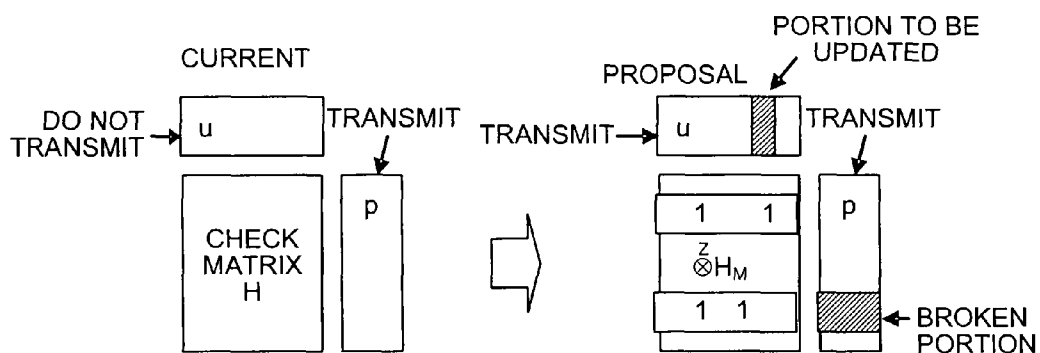 CURRENT
DO NOT
TRANSMIT
u
TRANSMIT
CHECK
MATRIX
H
p
PROPOSAL
PORTION TO BE
UPDATED
TRANSMIT
u
TRANSMIT
1 1
z
⊗HM
1 1
p
BROKEN
PORTION